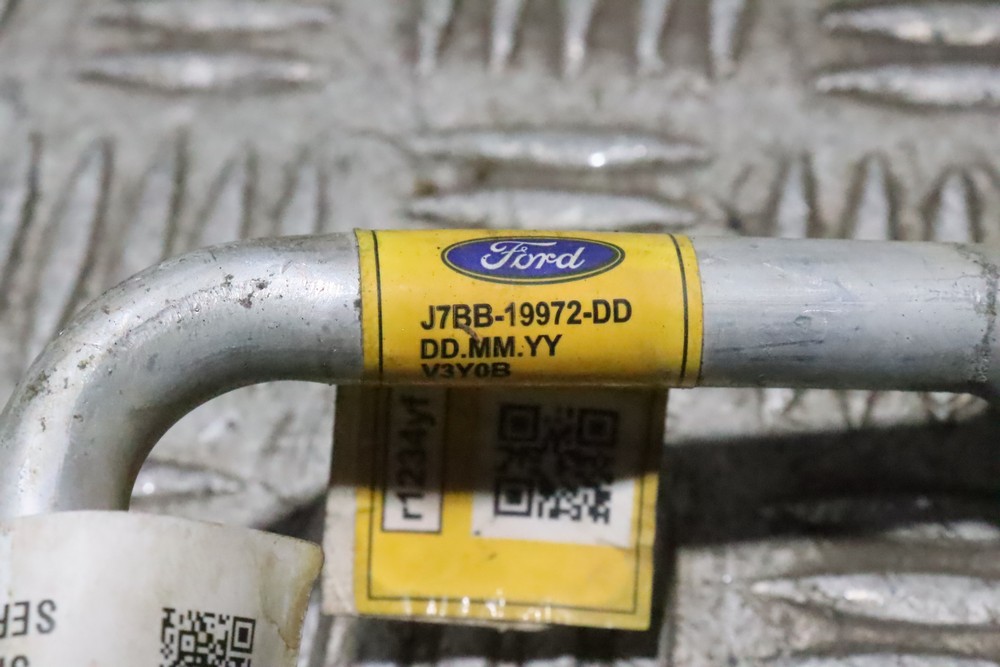 Ford
J7BB-19972-DD
DD.MM.YY
V3Y0B
r1234yf
SER